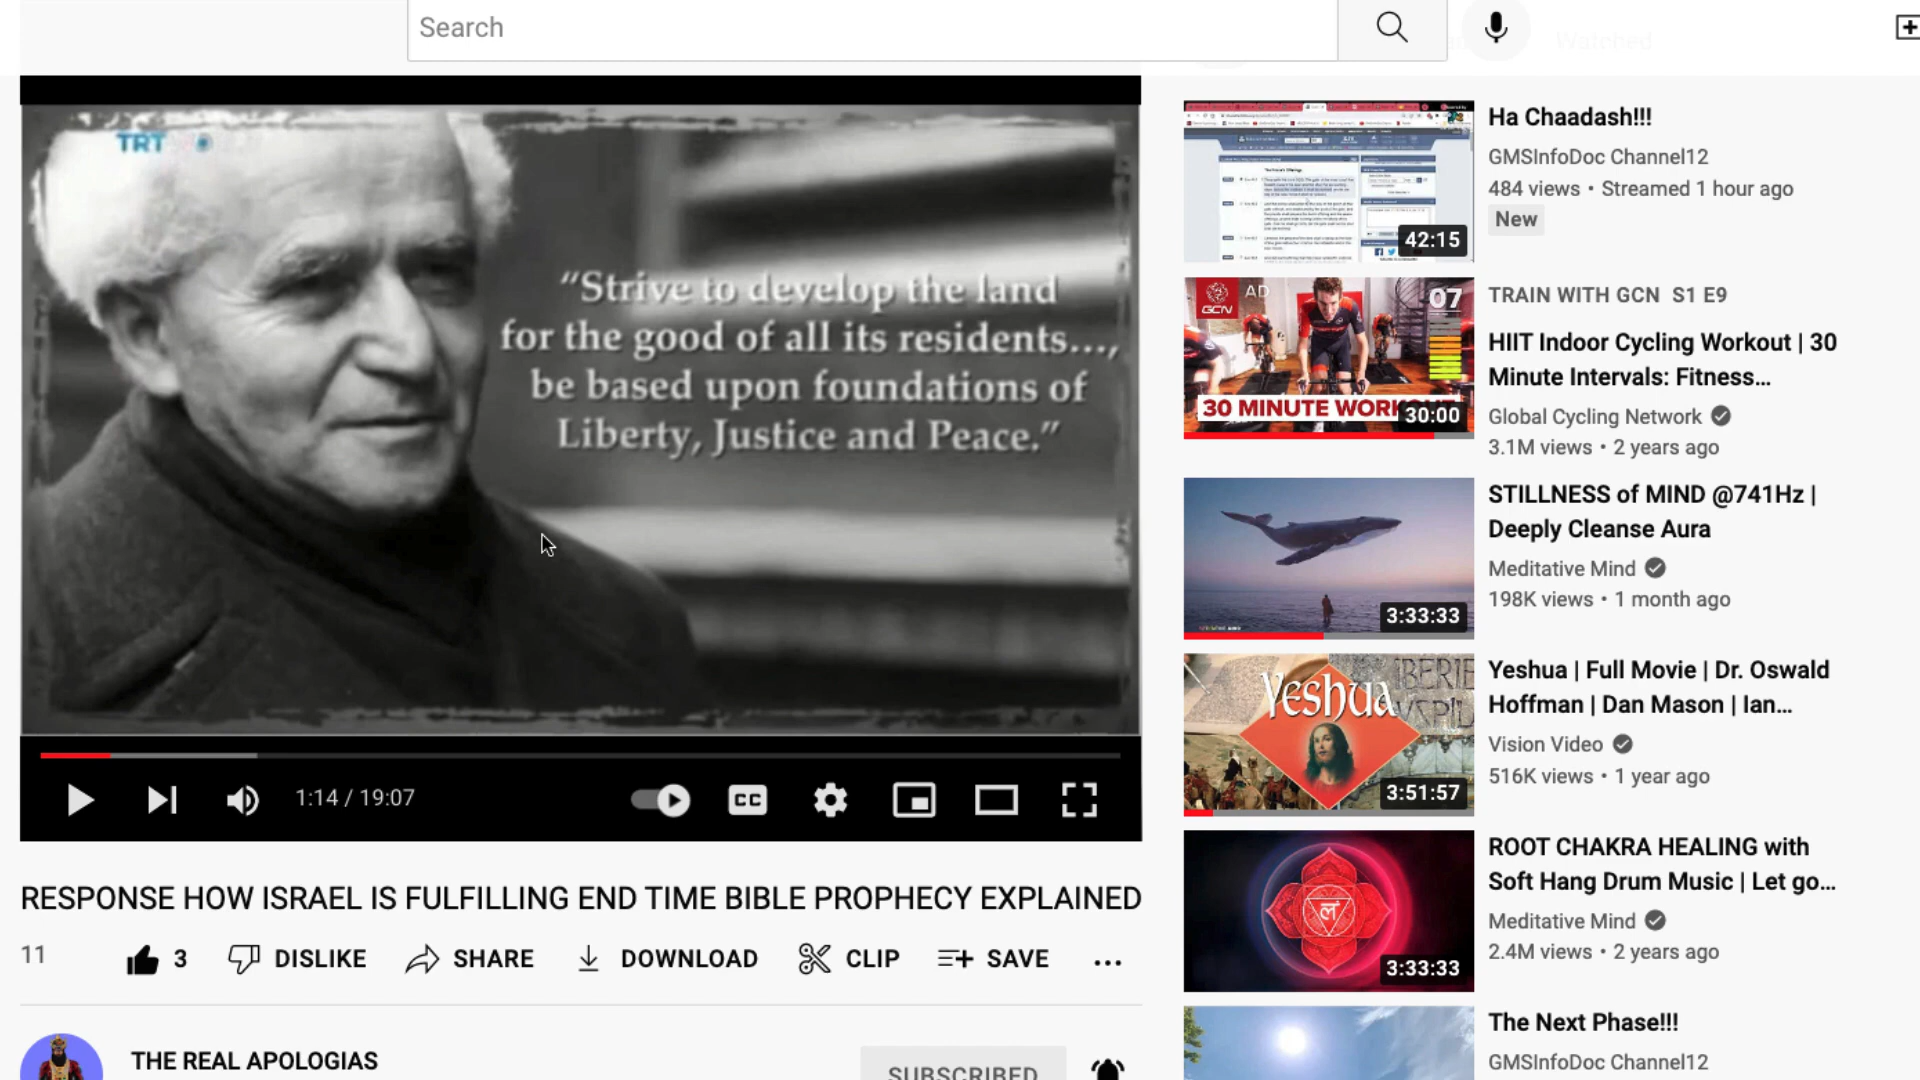 Search
Watched
TRT
“Strive to develop the land
for the good of all its residents...,
be based upon foundations of
Liberty, Justice and Peace.”
1:14 / 19:07
CC
RESPONSE HOW ISRAEL IS FULFILLING END TIME BIBLE PROPHECY EXPLAINED
11
3
DISLIKE
SHARE
DOWNLOAD
CLIP
SAVE
THE REAL APOLOGIAS
SUBSCRIBED
42:15
Ha Chaadash!!!
GMSInfoDoc Channel12
484 views • Streamed 1 hour ago
New
GCN
AD
07
30 MINUTE
30:00
TRAIN WITH GCN S1 E9
HIIT Indoor Cycling Workout | 30
Minute Intervals: Fitness...
Global Cycling Network
3.1M views • 2 years ago
3:33:33
STILLNESS of MIND @741Hz |
Deeply Cleanse Aura
Meditative Mind
198K views • 1 month ago
Yeshua
3:51:57
Yeshua | Full Movie | Dr. Oswald
Hoffman | Dan Mason | Ian...
Vision Video
516K views • 1 year ago
3:33:33
ROOT CHAKRA HEALING with
Soft Hang Drum Music | Let go...
Meditative Mind
2.4M views • 2 years ago
The Next Phase!!!
GMSInfoDoc Channel12